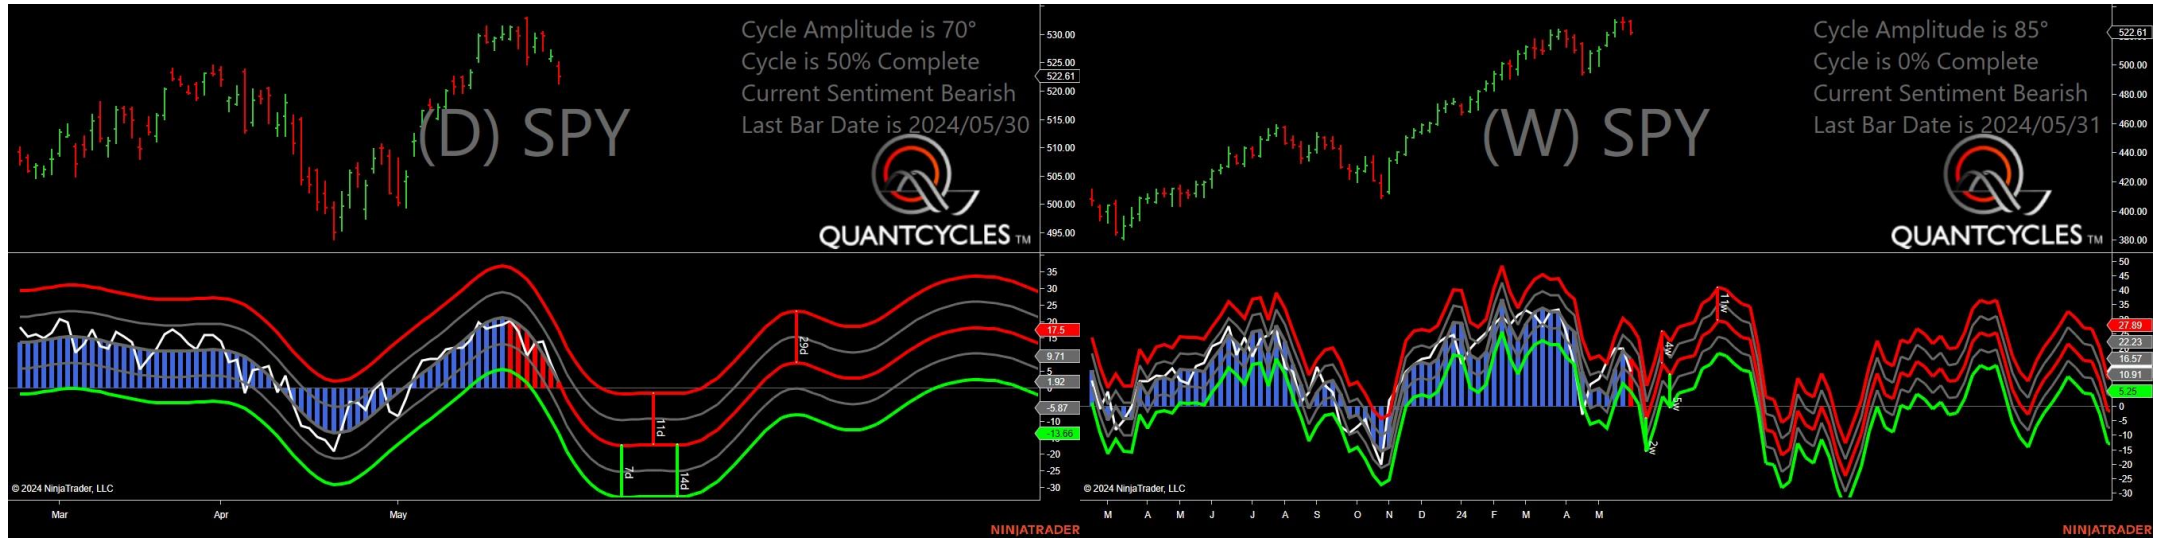 Cycle Amplitude is 70°
Cycle is 50% Complete
Current Sentiment Bearish
Last Bar Date is 2024/05/30
(D) SPY
QUANTCYCLES TM
530.00
525.00
522.61
520.00
515.00
510.00
505.00
500.00
495.00
35
30
25
20
17.5
15
9.71
5
1.92
0
-5.87
-10
-13.66
-20
-25
-30
29d
11d
7d
14d
© 2024 NinjaTrader, LLC
Mar Apr May
NINJATRADER
Cycle Amplitude is 85°
Cycle is 0% Complete
Current Sentiment Bearish
Last Bar Date is 2024/05/31
(W) SPY
QUANTCYCLES TM
522.61
500.00
480.00
460.00
440.00
420.00
400.00
380.00
50
45
40
35
30
27.89
22.23
16.57
10.91
5.25
0
-5
-10
-15
-20
-25
-30
11w
4w
5w
2w
© 2024 NinjaTrader, LLC
M A M J J A S O N D 24 F M A M
NINJATRADER